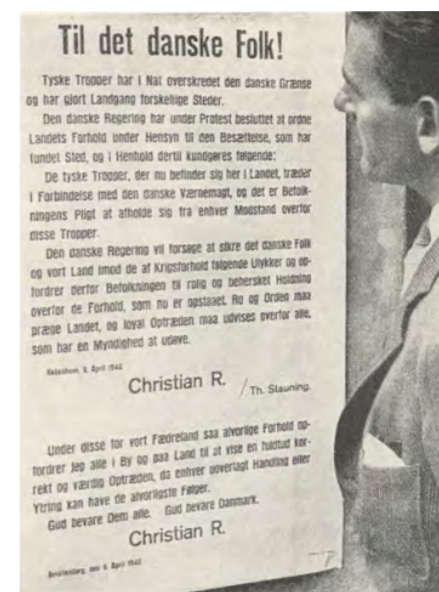 Til det danske Folk!
Tyske Tropper har i Nat overskredet den danske Grænse
og har gjort Landgang forskellige Steder.
Den danske Regering har under Protest besluttet at ordne
Landets Forhold under Hensyn til den Besættelse, som har
fundet Sted, og i Henhold dertil kundgøres følgende:
De tyske Tropper, der nu befinder sig her i Landet, træder
i Forbindelse med den danske Værnemagt, og det er Befolk-
ningens Pligt at afholde sig fra enhver Modstand overfor
disse Tropper.
Den danske Regering vil forsøge at sikre det danske Folk
og vort Land imod de af Krigsforhold følgende Ulykker og op-
fordrer derfor Befolkningen til rolig og behersket Holdning
overfor de Forhold, som nu er opstaaet. Ro og Orden maa
præge Landet, og loyal Optræden maa udvises overfor alle,
som har en Myndighed at udøve.
København, 9. April 1940.
Christian R.
/ Th. Stauning.
Under disse for vort Fædreland saa alvorlige Forhold op-
fordrer jeg alle i By og paa Land til at vise en fuldtud kor-
rekt og værdig Optræden, da enhver uoverlagt Handling eller
Ytring kan have de alvorligste Følger.
Gud bevare Dem alle. Gud bevare Danmark.
Christian R.
Amalienborg, den 9. April 1940.